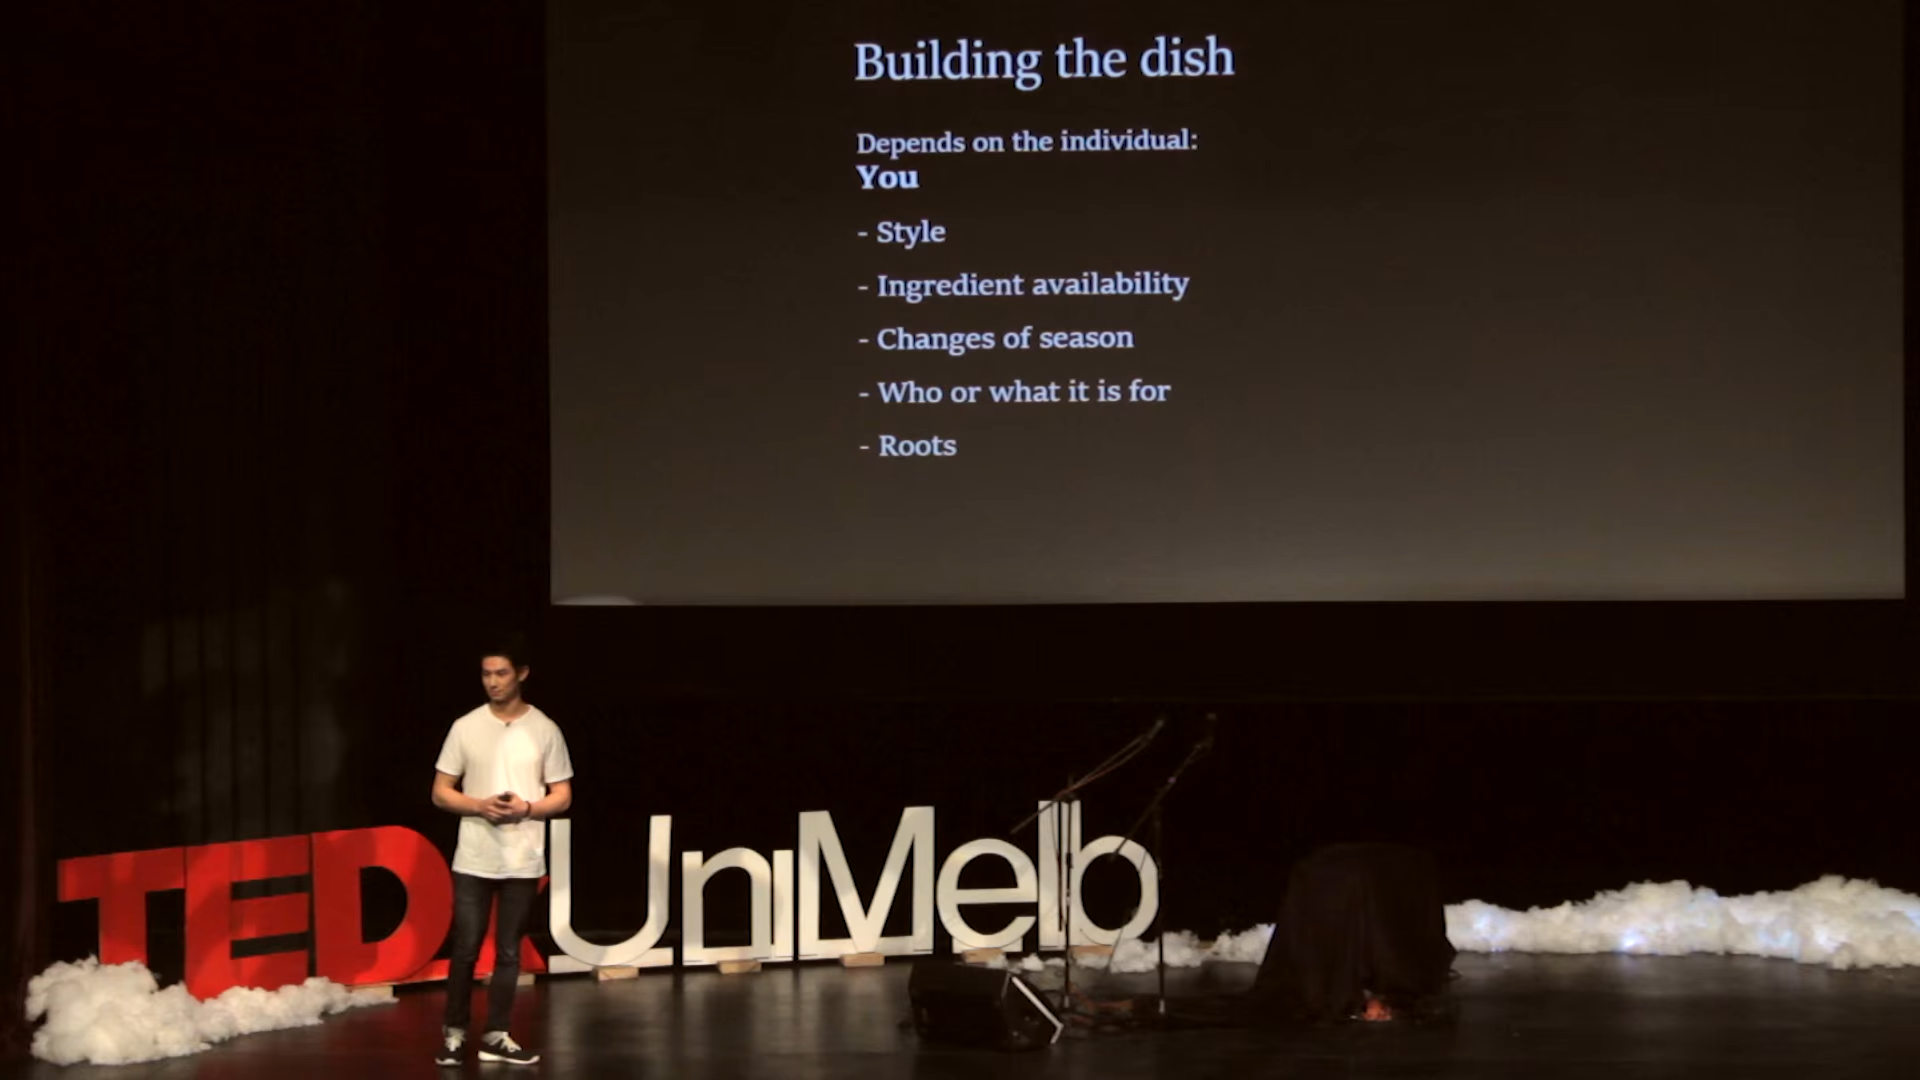 Building the dish
Depends on the individual:
You
- Style
- Ingredient availability
- Changes of season
- Who or what it is for
- Roots
TEDxUniMelb